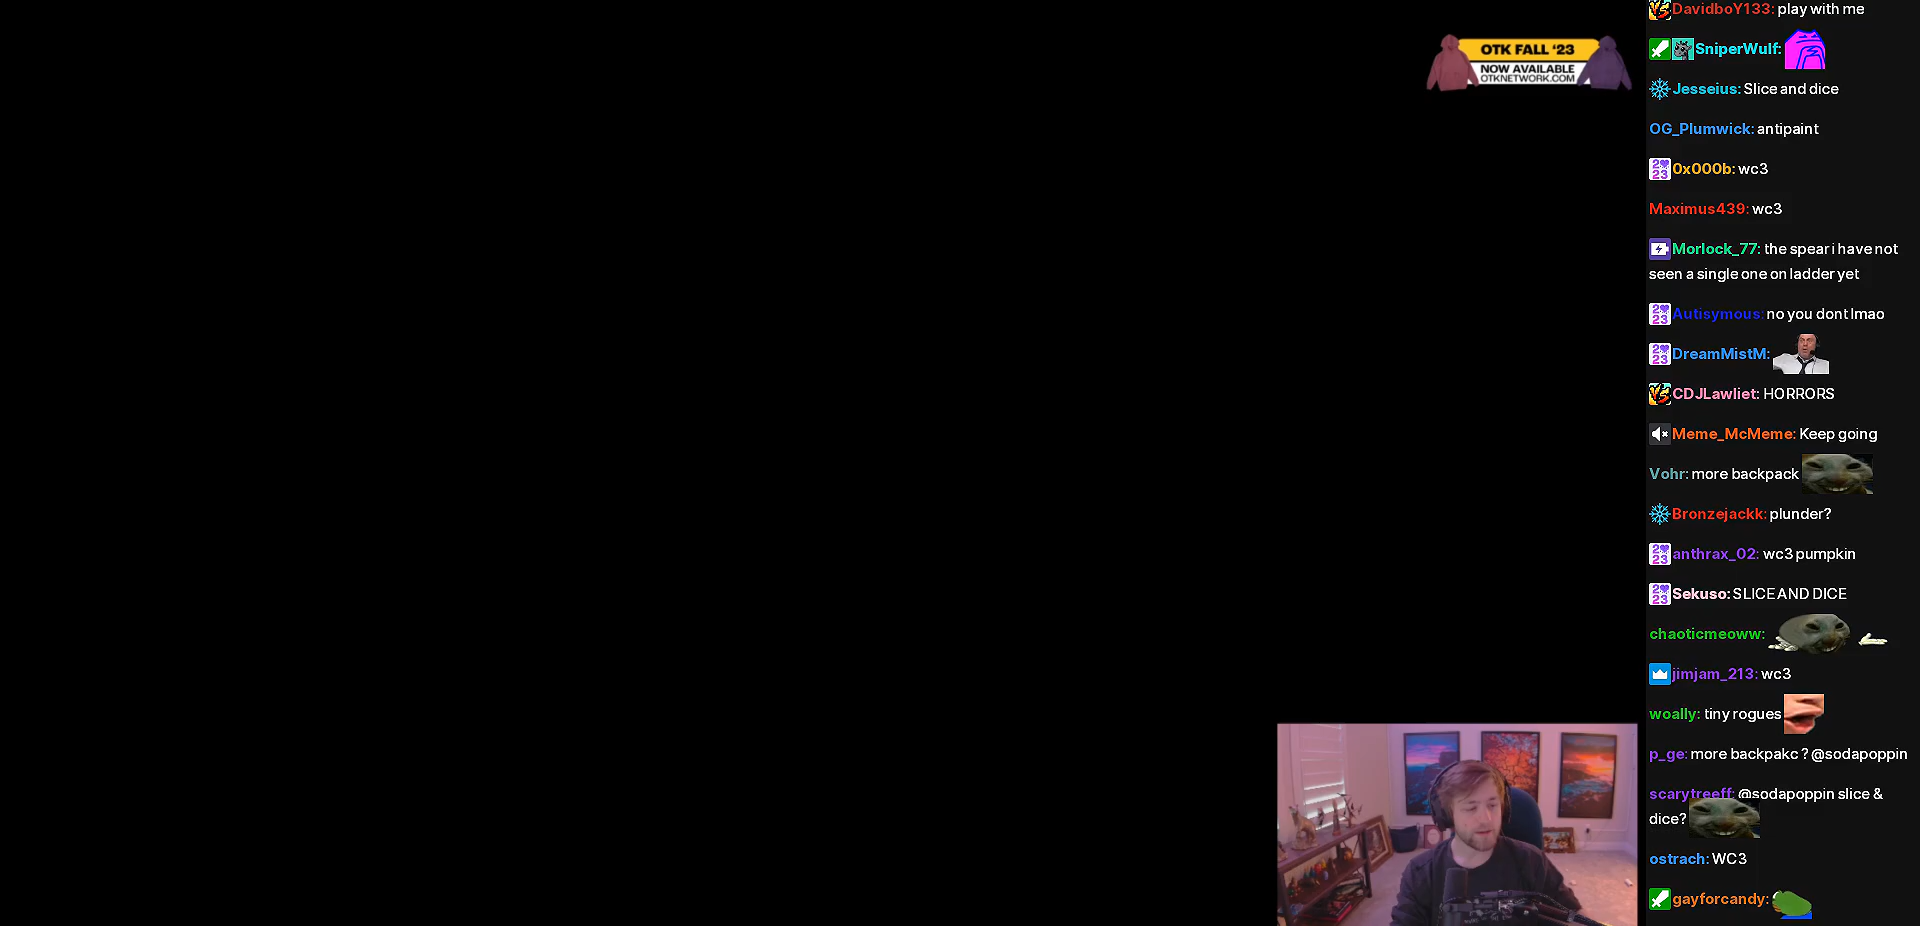 OTK FALL '23
NOW AVAILABLE
OTKNETWORK.COM
DavidboY133: play with me
SniperWulf:
Jesseius: Slice and dice
OG_Plumwick: antipaint
0x000b: wc3
Maximus439: wc3
Morlock_77: the spear i have not
seen a single one on ladder yet
Autisymous: no you dont lmao
DreamMistM:
CDJLawliet: HORRORS
Meme_McMeme: Keep going
Vohr: more backpack
Bronzejackk: plunder?
anthrax_02: wc3 pumpkin
Sekuso: SLICE AND DICE
chaoticmeoww:
jimjam_213: wc3
woally: tiny rogues
p_ge: more backpakc ? @sodapoppin
scarytreeff: @sodapoppin slice &
dice?
ostrach: WC3
gayforcandy: